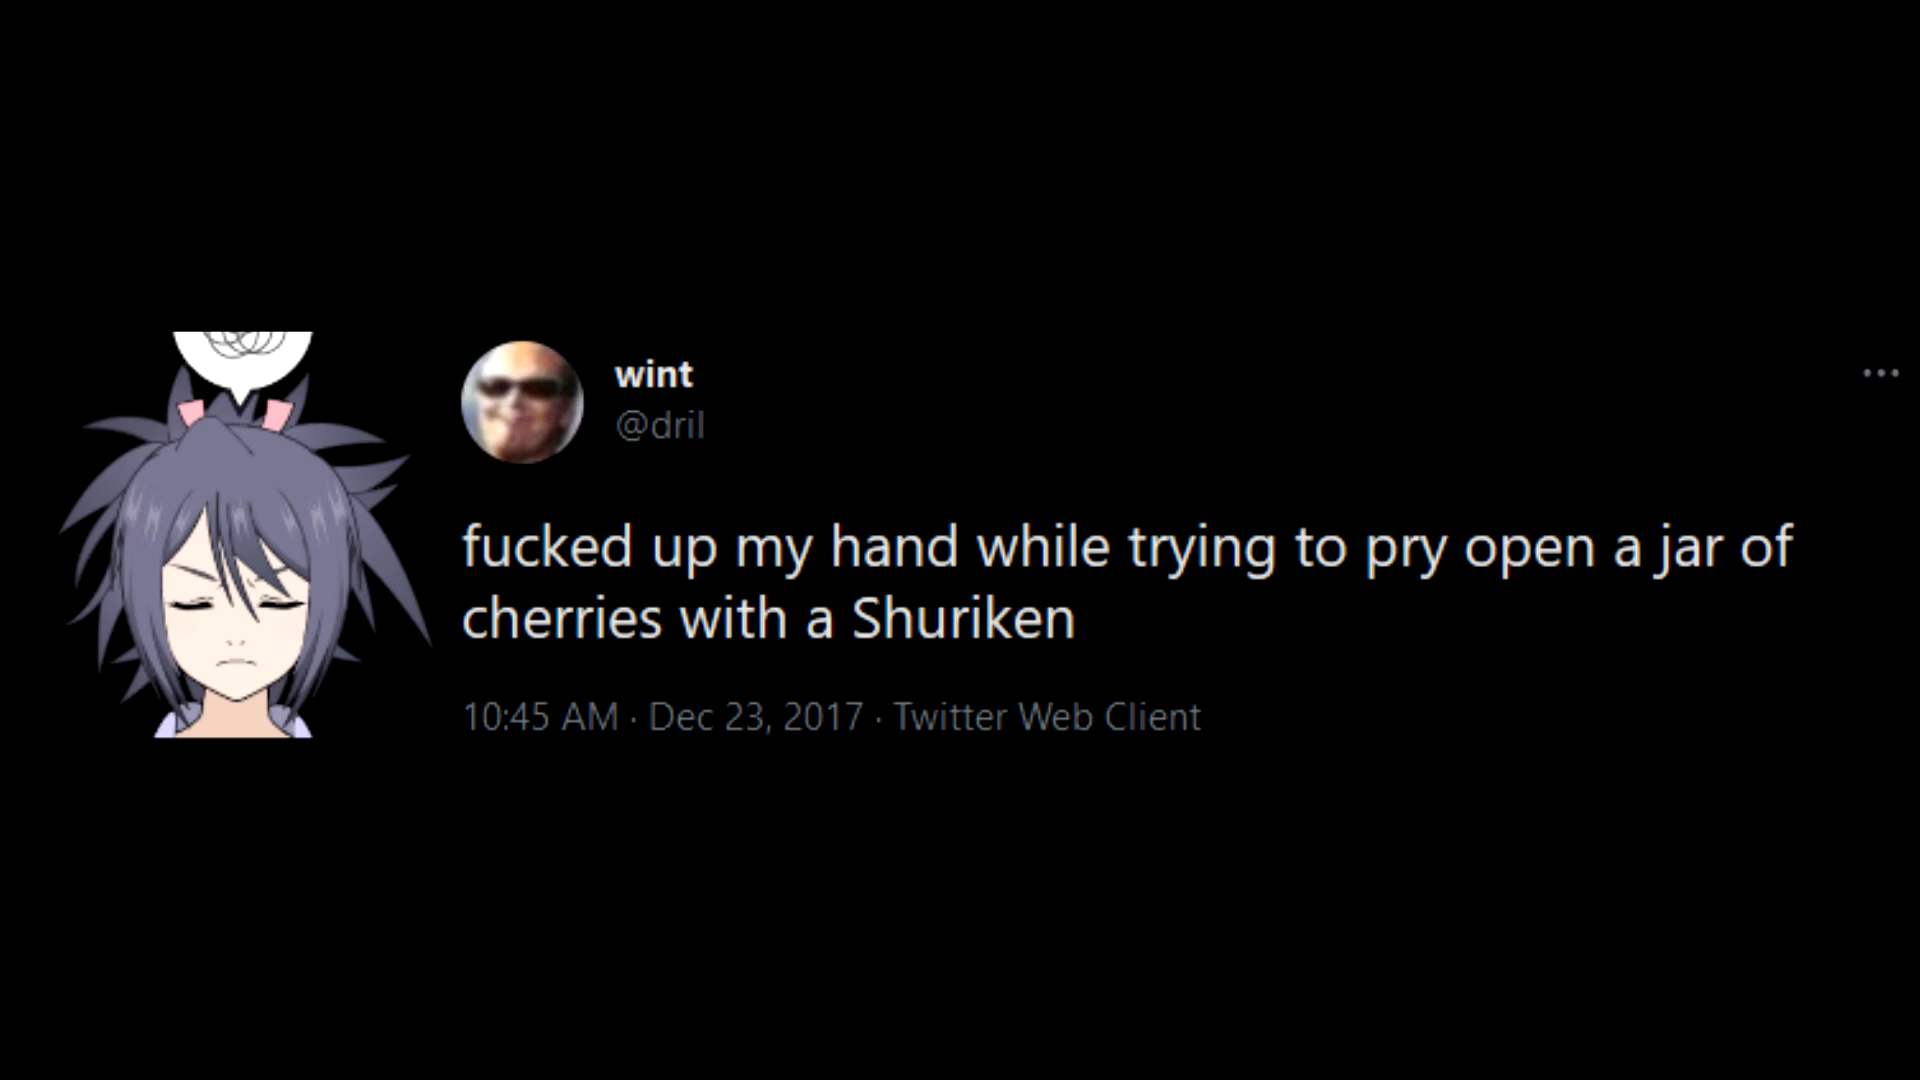 wint
@dril
fucked up my hand while trying to pry open a jar of
cherries with a Shuriken
10:45 AM · Dec 23, 2017 · Twitter Web Client